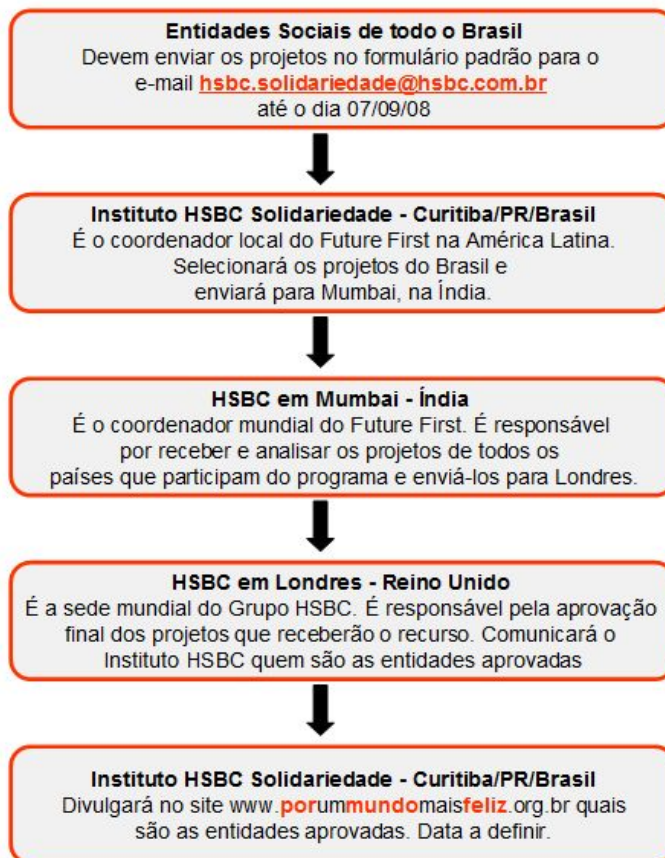 Entidades Sociais de todo o Brasil
Devem enviar os projetos no formulário padrão para o
e-mail hsbc.solidariedade@hsbc.com.br
até o dia 07/09/08
Instituto HSBC Solidariedade - Curitiba/PR/Brasil
É o coordenador local do Future First na América Latina.
Selecionará os projetos do Brasil e
enviará para Mumbai, na Índia.
HSBC em Mumbai - Índia
É o coordenador mundial do Future First. É responsável
por receber e analisar os projetos de todos os
países que participam do programa e enviá-los para Londres.
HSBC em Londres - Reino Unido
É a sede mundial do Grupo HSBC. É responsável pela aprovação
final dos projetos que receberão o recurso. Comunicará o
Instituto HSBC quem são as entidades aprovadas
Instituto HSBC Solidariedade - Curitiba/PR/Brasil
Divulgará no site www.porummundomaisfeliz.org.br quais
são as entidades aprovadas. Data a definir.